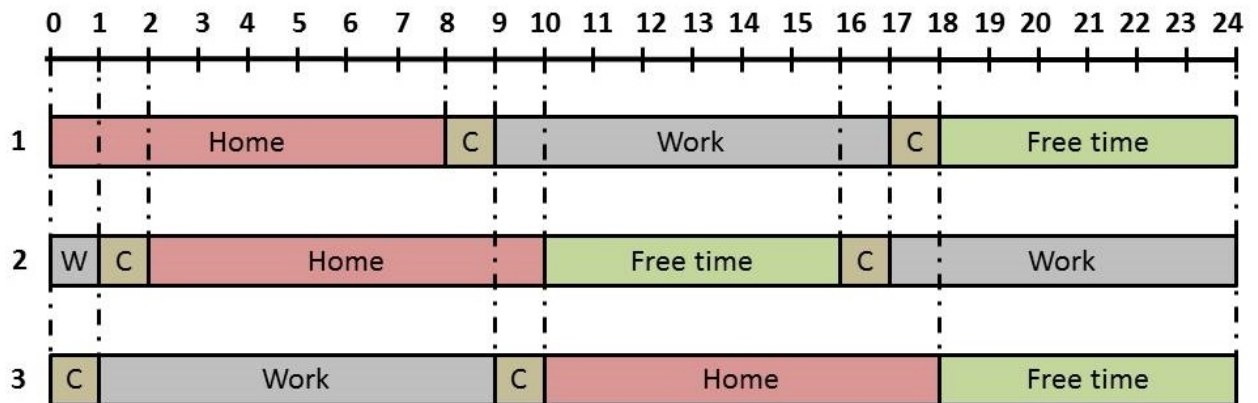 0 1 2 3 4 5 6 7 8 9 10 11 12 13 14 15 16 17 18 19 20 21 22 23 24
1 Home C Work C Free time
2 W C Home Free time C Work
3 C Work C Home Free time